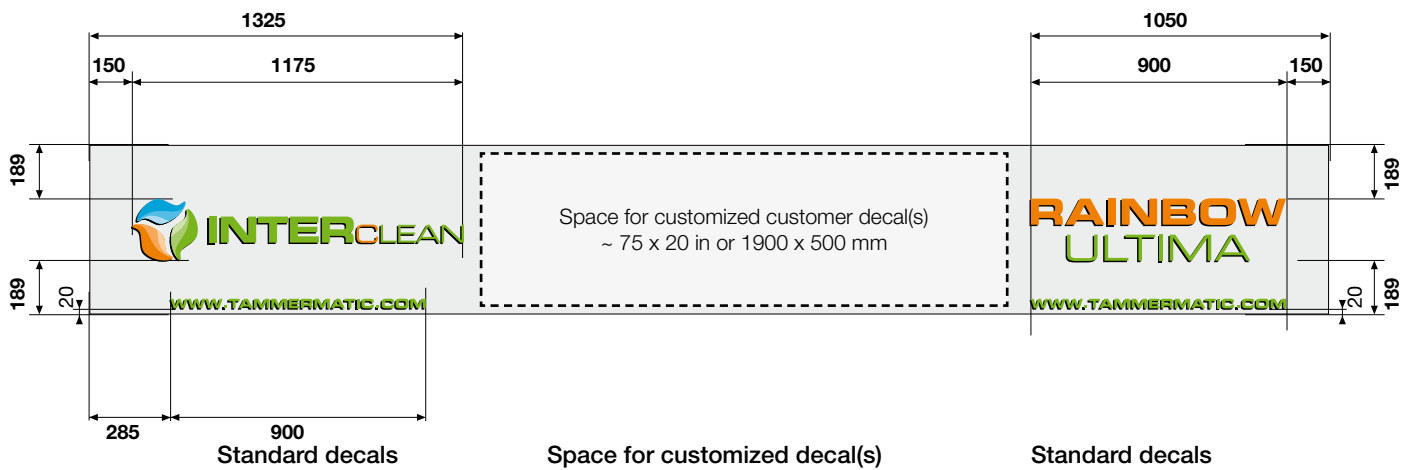 1325
1050
150
1175
900
150
189
189
INTERCLEAN
Space for customized customer decal(s)
~ 75 x 20 in or 1900 x 500 mm
RAINBOW
ULTIMA
189
20
WWW.TAMMERMATIC.COM
WWW.TAMMERMATIC.COM
20
189
285
900
Standard decals
Space for customized decal(s)
Standard decals